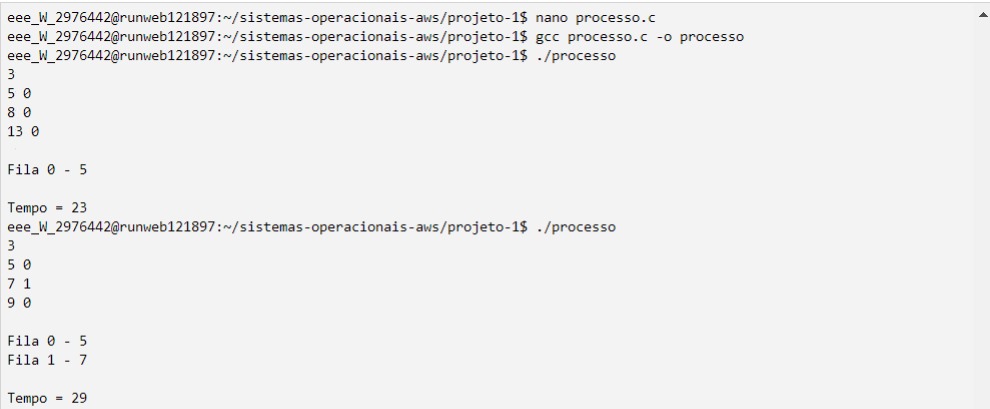 eee_W_2976442@runweb121897:~/sistemas-operacionais-aws/projeto-1$ nano processo.c
eee_W_2976442@runweb121897:~/sistemas-operacionais-aws/projeto-1$ gcc processo.c -o processo
eee_W_2976442@runweb121897:~/sistemas-operacionais-aws/projeto-1$ ./processo
3
5 0
8 0
13 0
Fila 0 - 5
Tempo = 23
eee_W_2976442@runweb121897:~/sistemas-operacionais-aws/projeto-1$ ./processo
3
5 0
7 1
9 0
Fila 0 - 5
Fila 1 - 7
Tempo = 29